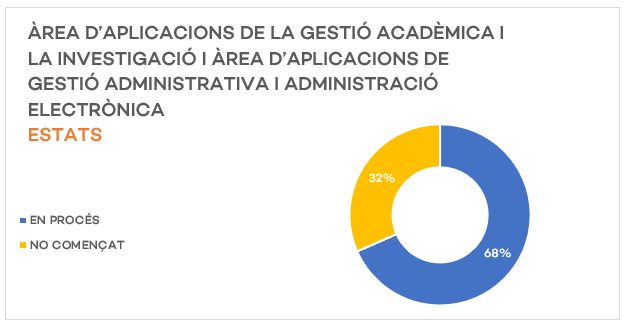 ÀREA D’APLICACIONS DE LA GESTIÓ ACADÈMICA I
LA INVESTIGACIÓ I ÀREA D’APLICACIONS DE
GESTIÓ ADMINISTRATIVA I ADMINISTRACIÓ
ELECTRÒNICA
ESTATS
32%
EN PROCÉS
NO COMENÇAT
68%